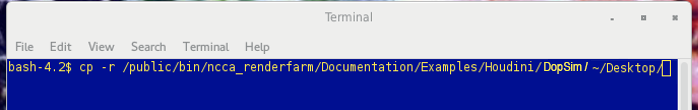 Terminal
File Edit View Search Terminal Help
bash-4.2$ cp -r /public/bin/ncca_renderfarm/Documentation/Examples/Houdini/DopSim/ ~/Desktop/